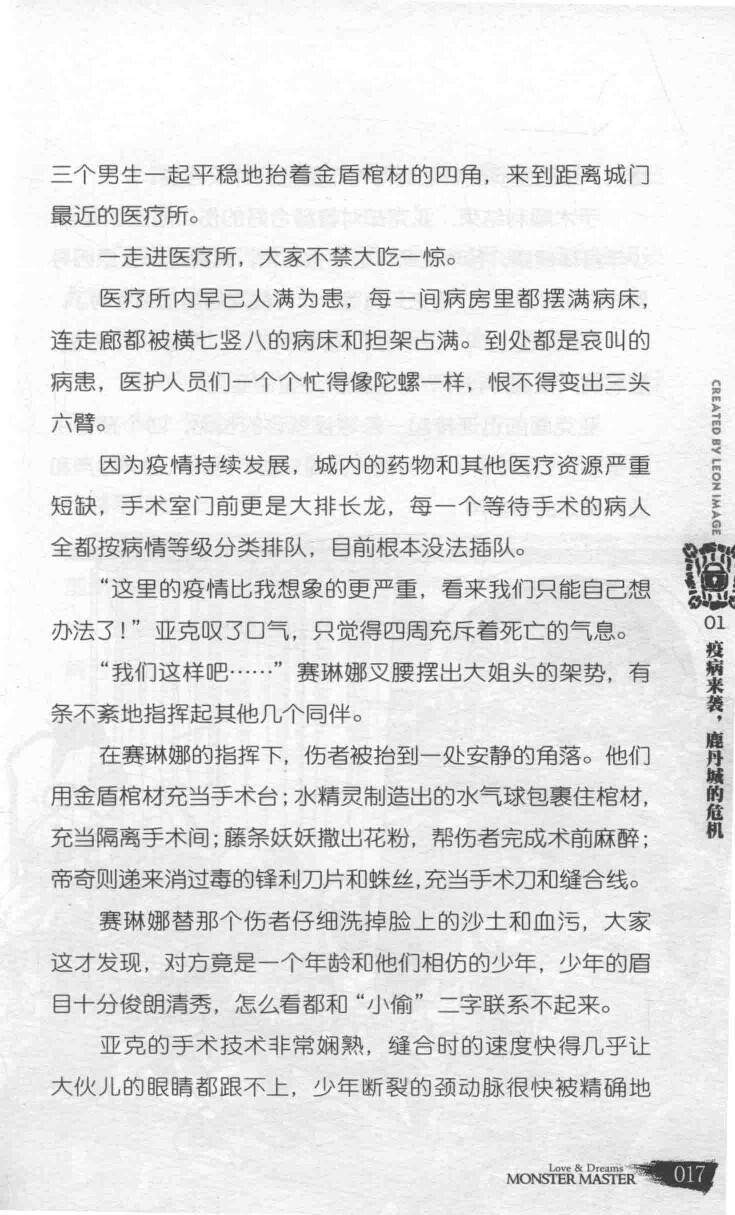 三个男生一起平稳地抬着金盾棺材的四角，来到距离城门
最近的医疗所。
一走进医疗所，大家不禁大吃一惊。
医疗所内早已人满为患，每一间病房里都摆满病床，
连走廊都被横七竖八的病床和担架占满。到处都是哀叫的
病患，医护人员们一个个忙得像陀螺一样，恨不得变出三头
六臂。
因为疫情持续发展，城内的药物和其他医疗资源严重
短缺，手术室门前更是大排长龙，每一个等待手术的病人
全都按病情等级分类排队，目前根本没法插队。
“这里的疫情比我想象的更严重，看来我们只能自己想
办法了！”亚克叹了口气，只觉得四周充斥着死亡的气息。
“我们这样吧……”赛琳娜叉腰摆出大姐头的架势，有
条不紊地指挥起其他几个同伴。
在赛琳娜的指挥下，伤者被抬到一处安静的角落。他们
用金盾棺材充当手术台；水精灵制造出的水气球包裹住棺材，
充当隔离手术间；藤条妖妖撒出花粉，帮伤者完成术前麻醉；
帝奇则递来消过毒的锋利刀片和蛛丝，充当手术刀和缝合线。
赛琳娜替那个伤者仔细洗掉脸上的沙土和血污，大家
这才发现，对方竟是一个年龄和他们相仿的少年，少年的眉
目十分俊朗清秀，怎么看都和“小偷”二字联系不起来。
亚克的手术技术非常娴熟，缝合时的速度快得几乎让
大伙儿的眼睛都跟不上，少年断裂的颈动脉很快被精确地
CREATED BY LEON IMAGE
01
疫病来袭，鹿丹城的危机
Love & Dreams
MONSTER MASTER
017